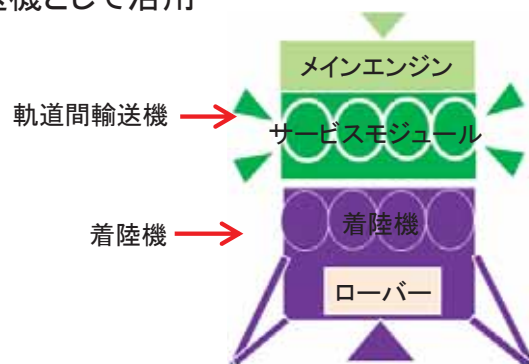 機として活用
メインエンジン
軌道間輸送機
サービスモジュール
着陸機
着陸機
ローバー